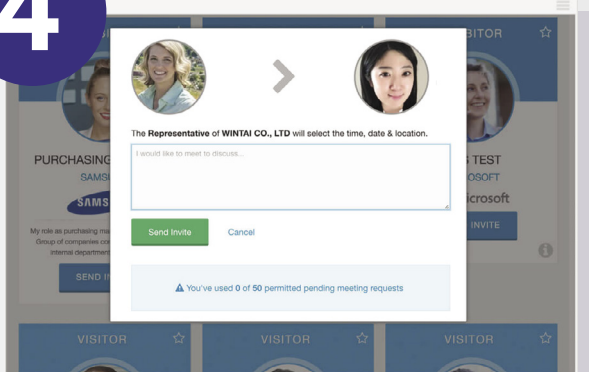 4
VISITOR
The Representative of WINTAI CO., LTD will select the time, date & location.
I would like to meet to discuss...
Send Invite Cancel
⚠ You've used 0 of 50 permitted pending meeting requests
PURCHASING
SAMS
SAMS
My role as purchasing ma
Group of companies co
internal department
SEND IN
TEST
OSOFT
icrosoft
INVITE
VISITOR
VISITOR
VISITOR